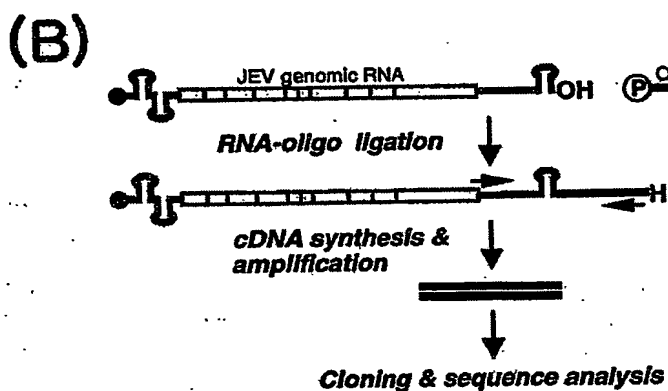 (B)
JEV genomic RNA
OH P
RNA-oligo ligation
H
cDNA synthesis &
amplification
Cloning & sequence analysis